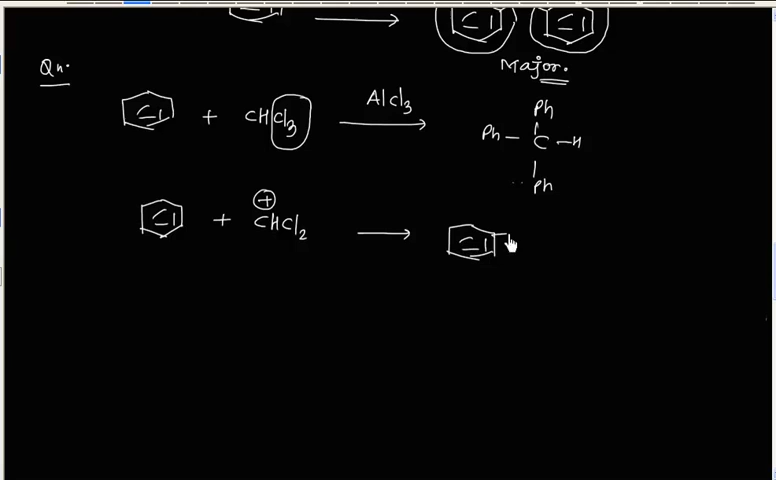 Major.
Qn.
+ CHCl3 AlCl3
Ph
Ph – C – H
Ph
+ CHCl2
+